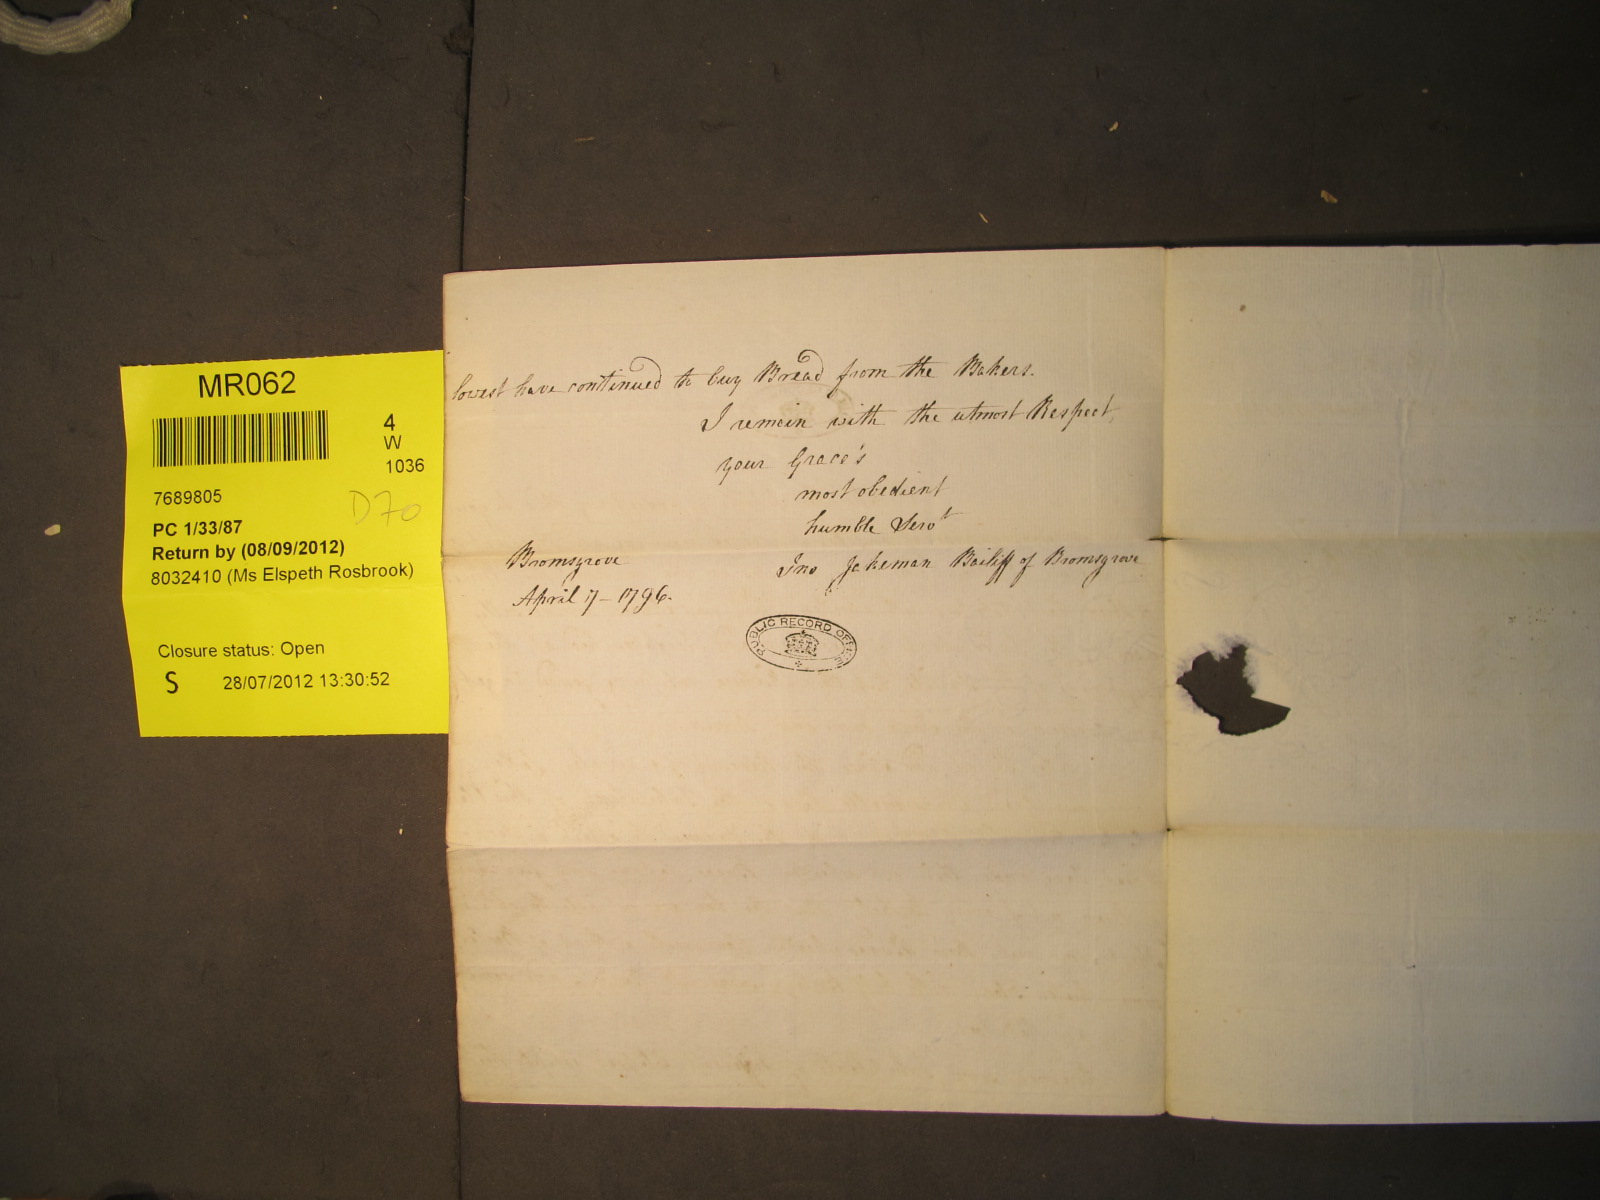 MR062
4
W
1036
7689805
D70
PC 1/33/87
Return by (08/09/2012)
8032410 (Ms Elspeth Rosbrook)
Closure status: Open
S 28/07/2012 13:30:52
lowest have continued to buy Bread from the Bakers.
I remain with the utmost Respect,
your Grace's
most obedient
humble Servt
Bromsgrove
Jno Jakeman Bailiff of Bromsgrove
April 7 - 1796.
PUBLIC RECORD OFFICE